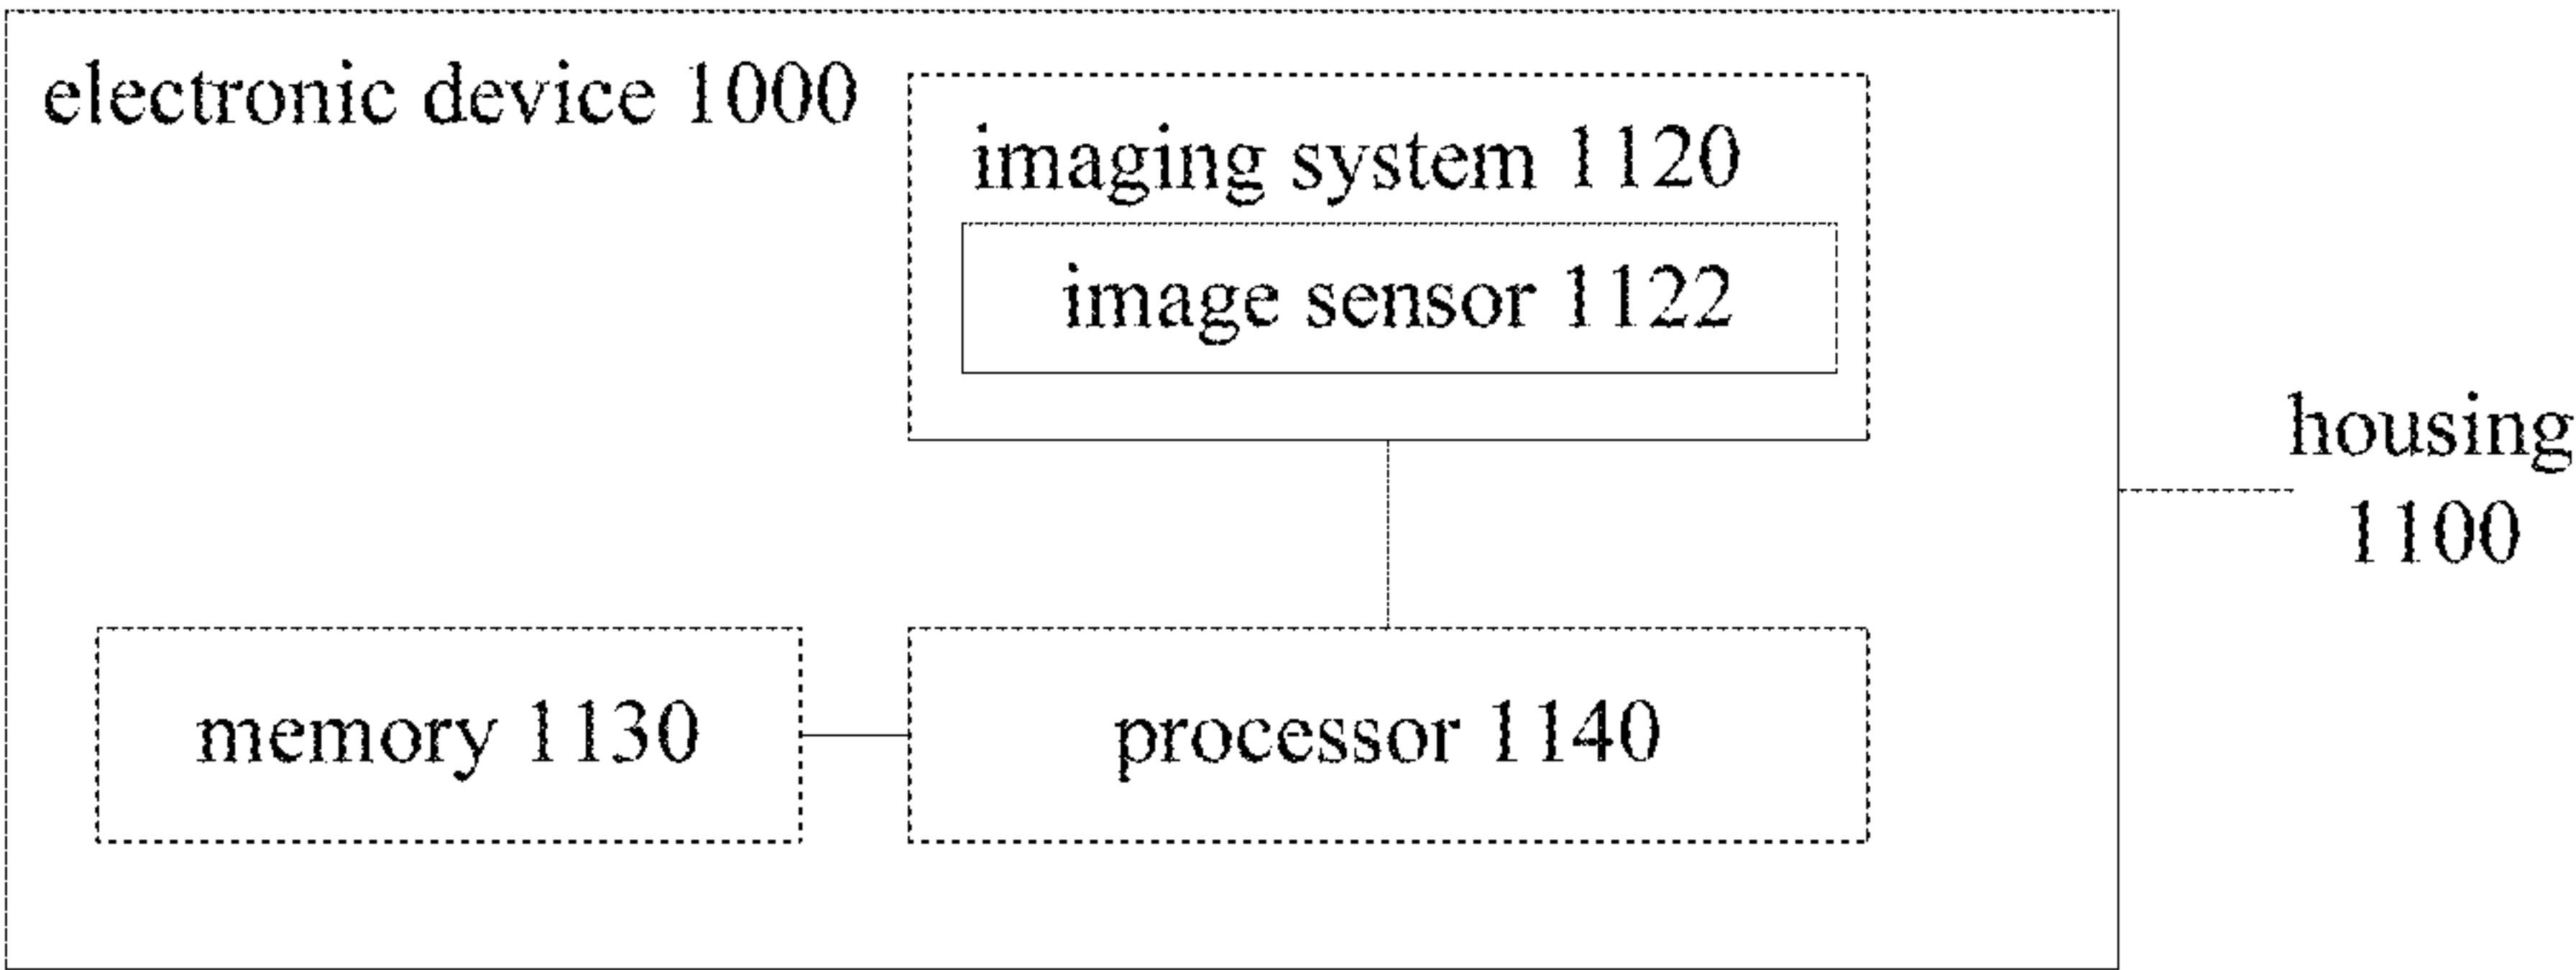 electronic device 1000
imaging system 1120
image sensor 1122
housing
1100
memory 1130
processor 1140